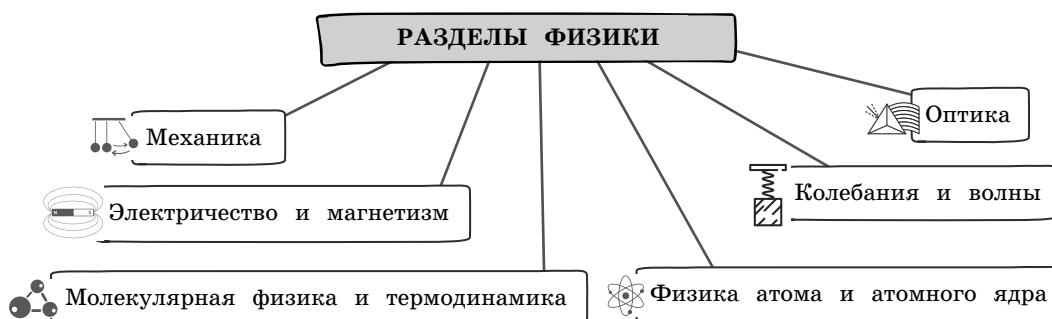 РАЗДЕЛЫ ФИЗИКИ
Оптика
Механика
Колебания и волны
Электричество и магнетизм
Молекулярная физика и термодинамика
Физика атома и атомного ядра